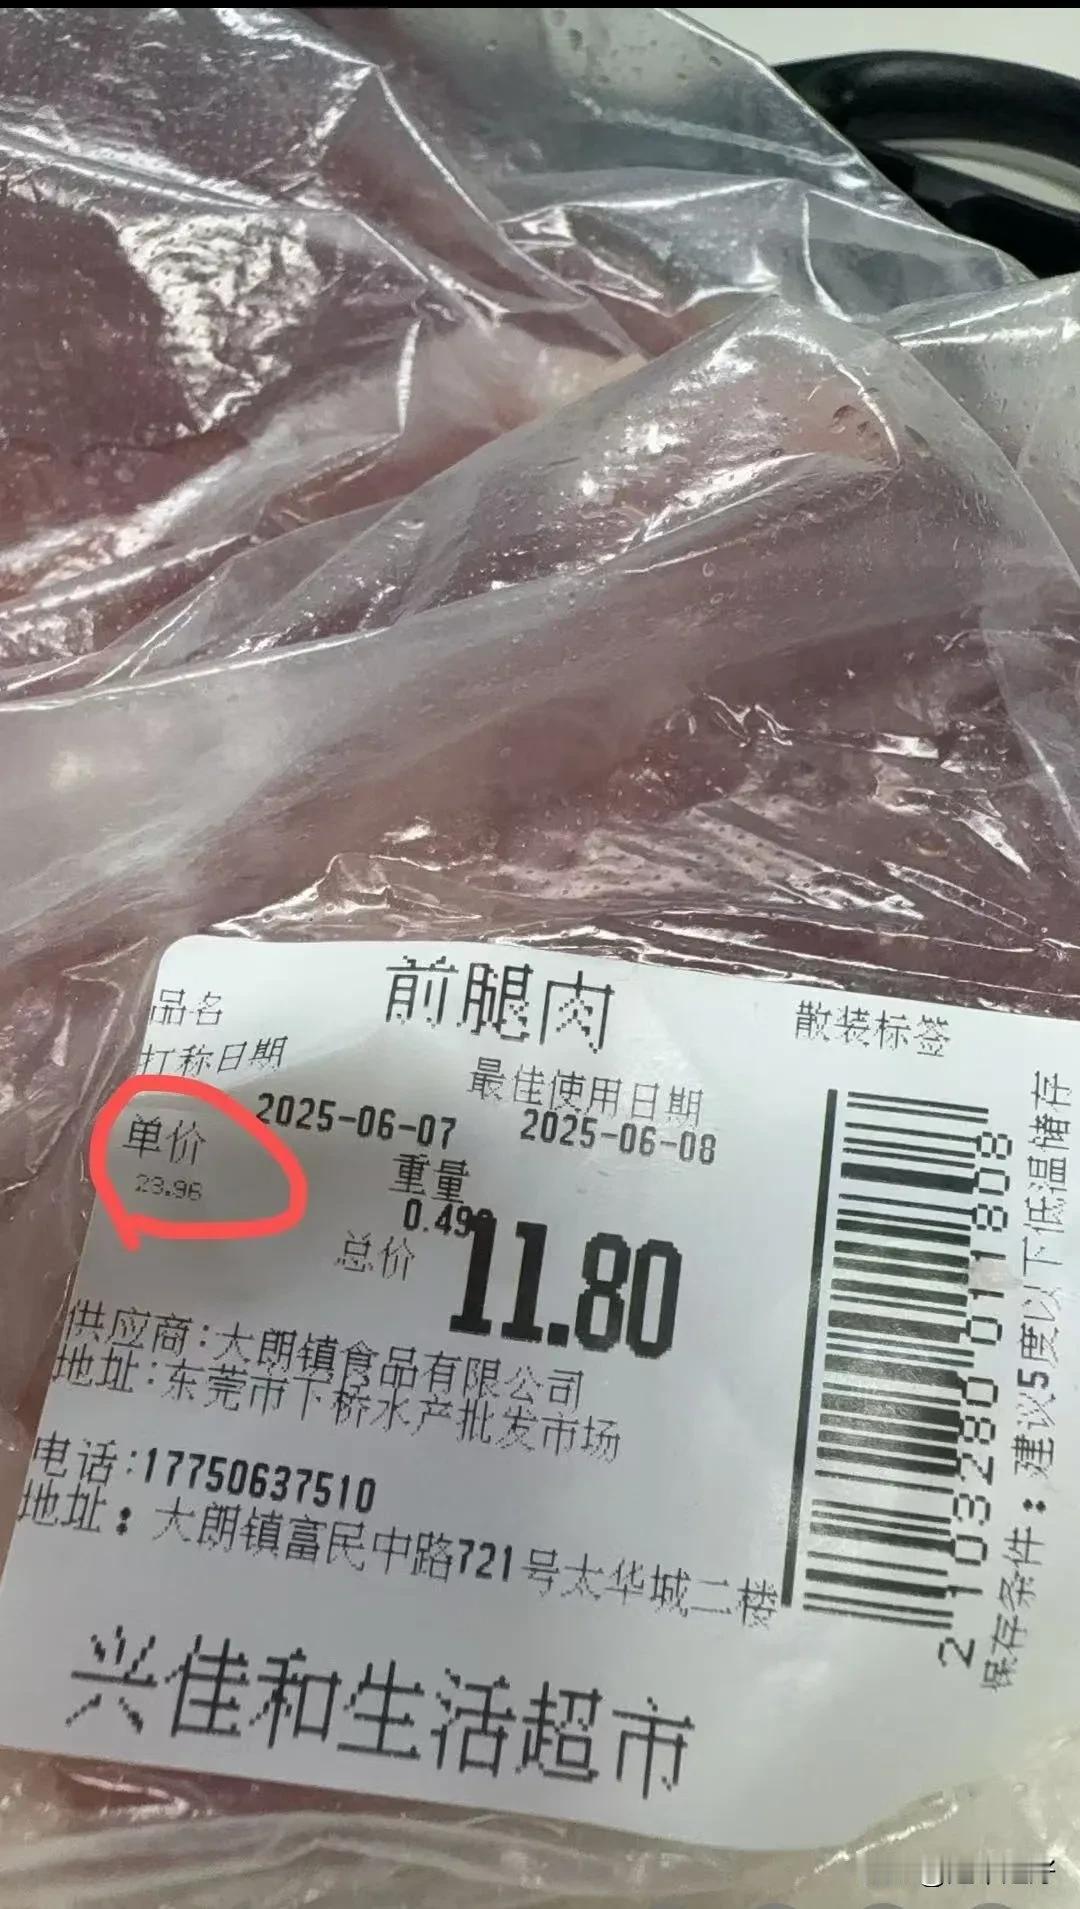 前腿肉
品名
散装标签
打称日期
最佳使用日期
2025-06-07
2025-06-08
单价
重量
23.96
总价
11.80
供应商:大朗镇食品有限公司
地址:东莞市下桥水产批发市场
电话:17750637510
地址：大朗镇富民中路721号太华城二楼
兴佳和生活超市
2103280011808
保存条件：建议5度以下低温储存